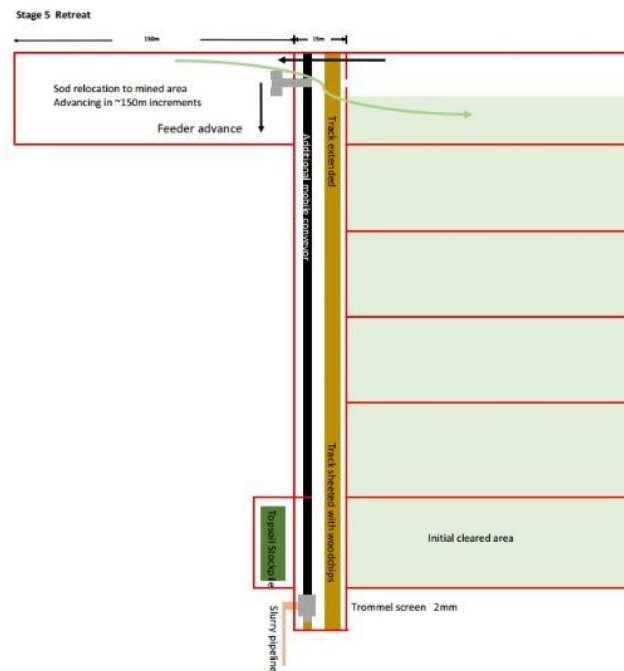 Stage 5 Retreat
150m
15m
Sod relocation to mined area
Advancing in ~150m increments
Feeder advance
Additional mobile conveyor
Track extended
Track sheeted with woodchips
Topsoil Stockpile
Initial cleared area
Trommel screen 2mm
Slurry pipeline